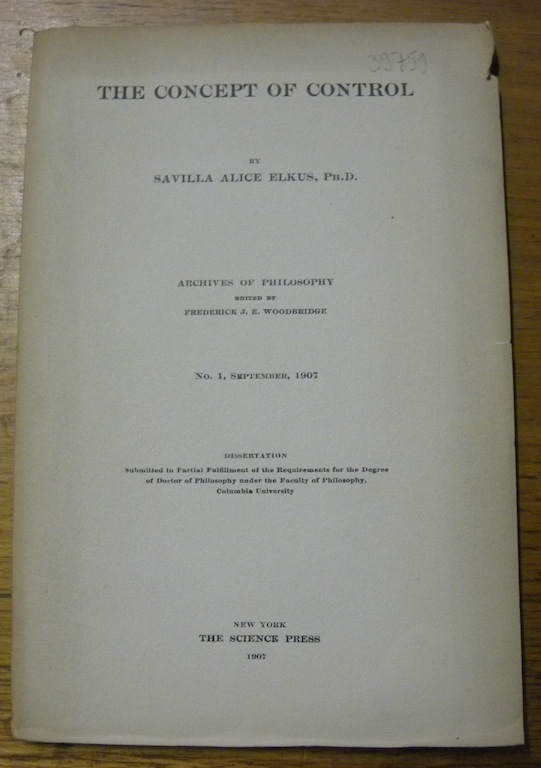 39759
THE CONCEPT OF CONTROL
BY
SAVILLA ALICE ELKUS, PH.D.
ARCHIVES OF PHILOSOPHY
EDITED BY
FREDERICK J. E. WOODBRIDGE
No. 1, SEPTEMBER, 1907
DISSERTATION
Submitted in Partial Fulfillment of the Requirements for the Degree
of Doctor of Philosophy under the Faculty of Philosophy,
Columbia University
NEW YORK
THE SCIENCE PRESS
1907